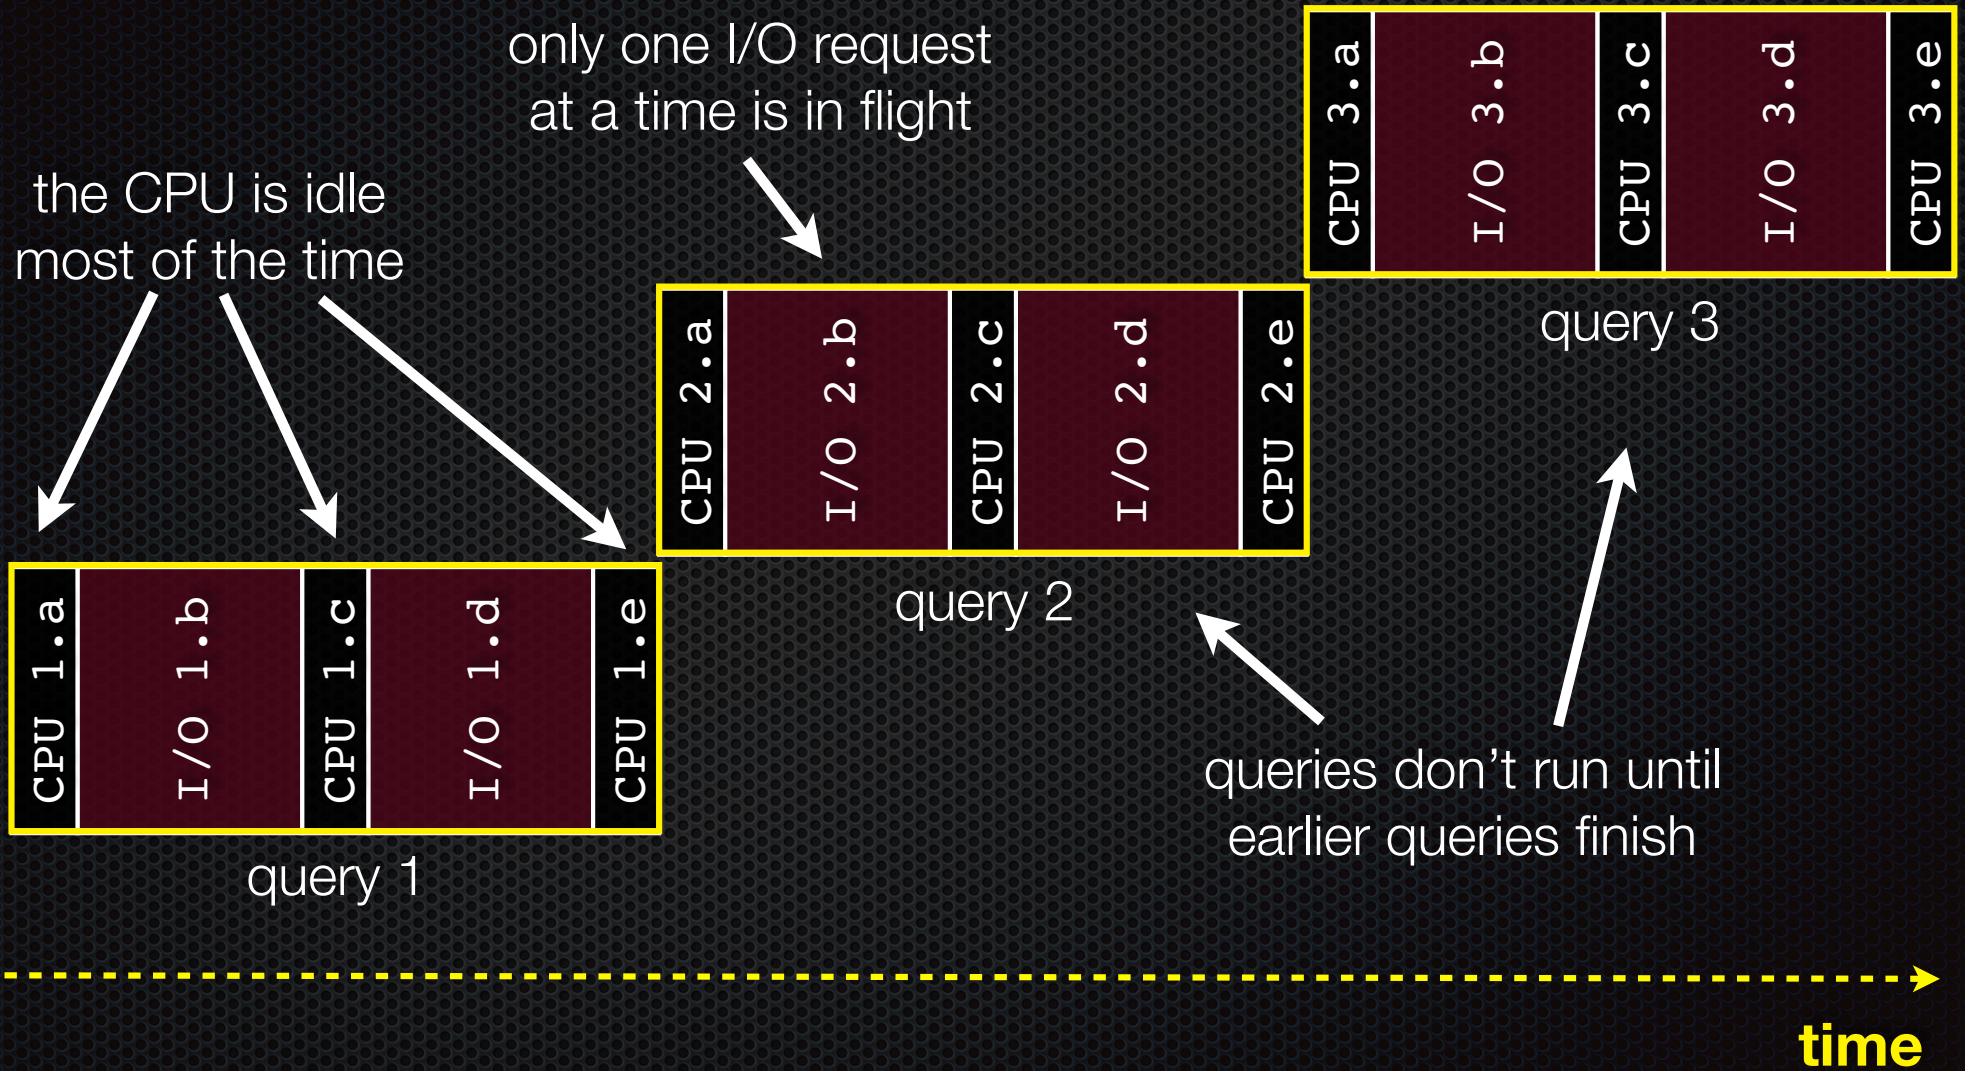 only one I/O request
at a time is in flight
the CPU is idle
most of the time
CPU 3.a
I/O 3.b
CPU 3.c
I/O 3.d
CPU 3.e
query 3
CPU 2.a
I/O 2.b
CPU 2.c
I/O 2.d
CPU 2.e
query 2
CPU 1.a
I/O 1.b
CPU 1.c
I/O 1.d
CPU 1.e
query 1
queries don’t run until
earlier queries finish
time